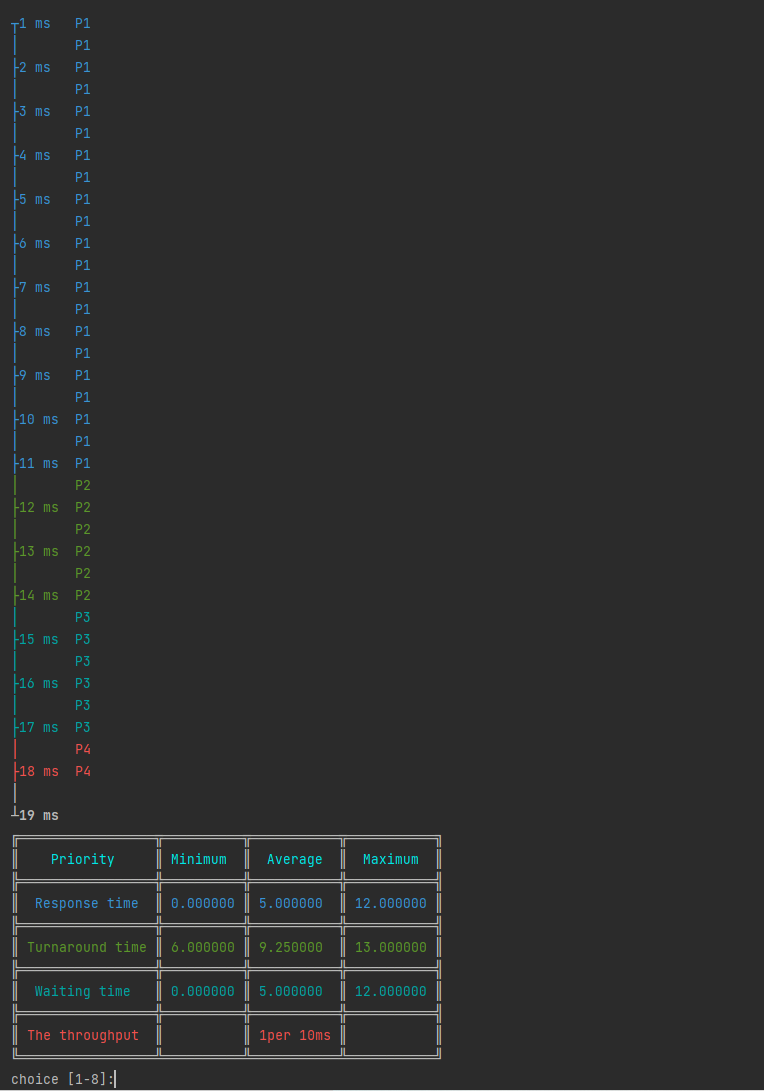 1 ms P1
P1
2 ms P1
P1
3 ms P1
P1
4 ms P1
P1
5 ms P1
P1
6 ms P1
P1
7 ms P1
P1
8 ms P1
P1
9 ms P1
P1
10 ms P1
P1
11 ms P1
P2
12 ms P2
P2
13 ms P2
P2
14 ms P2
P3
15 ms P3
P3
16 ms P3
P3
17 ms P3
P4
18 ms P4
19 ms
Priority Minimum Average Maximum
Response time 0.000000 5.000000 12.000000
Turnaround time 6.000000 9.250000 13.000000
Waiting time 0.000000 5.000000 12.000000
The throughput 1per 10ms
choice [1-8]: